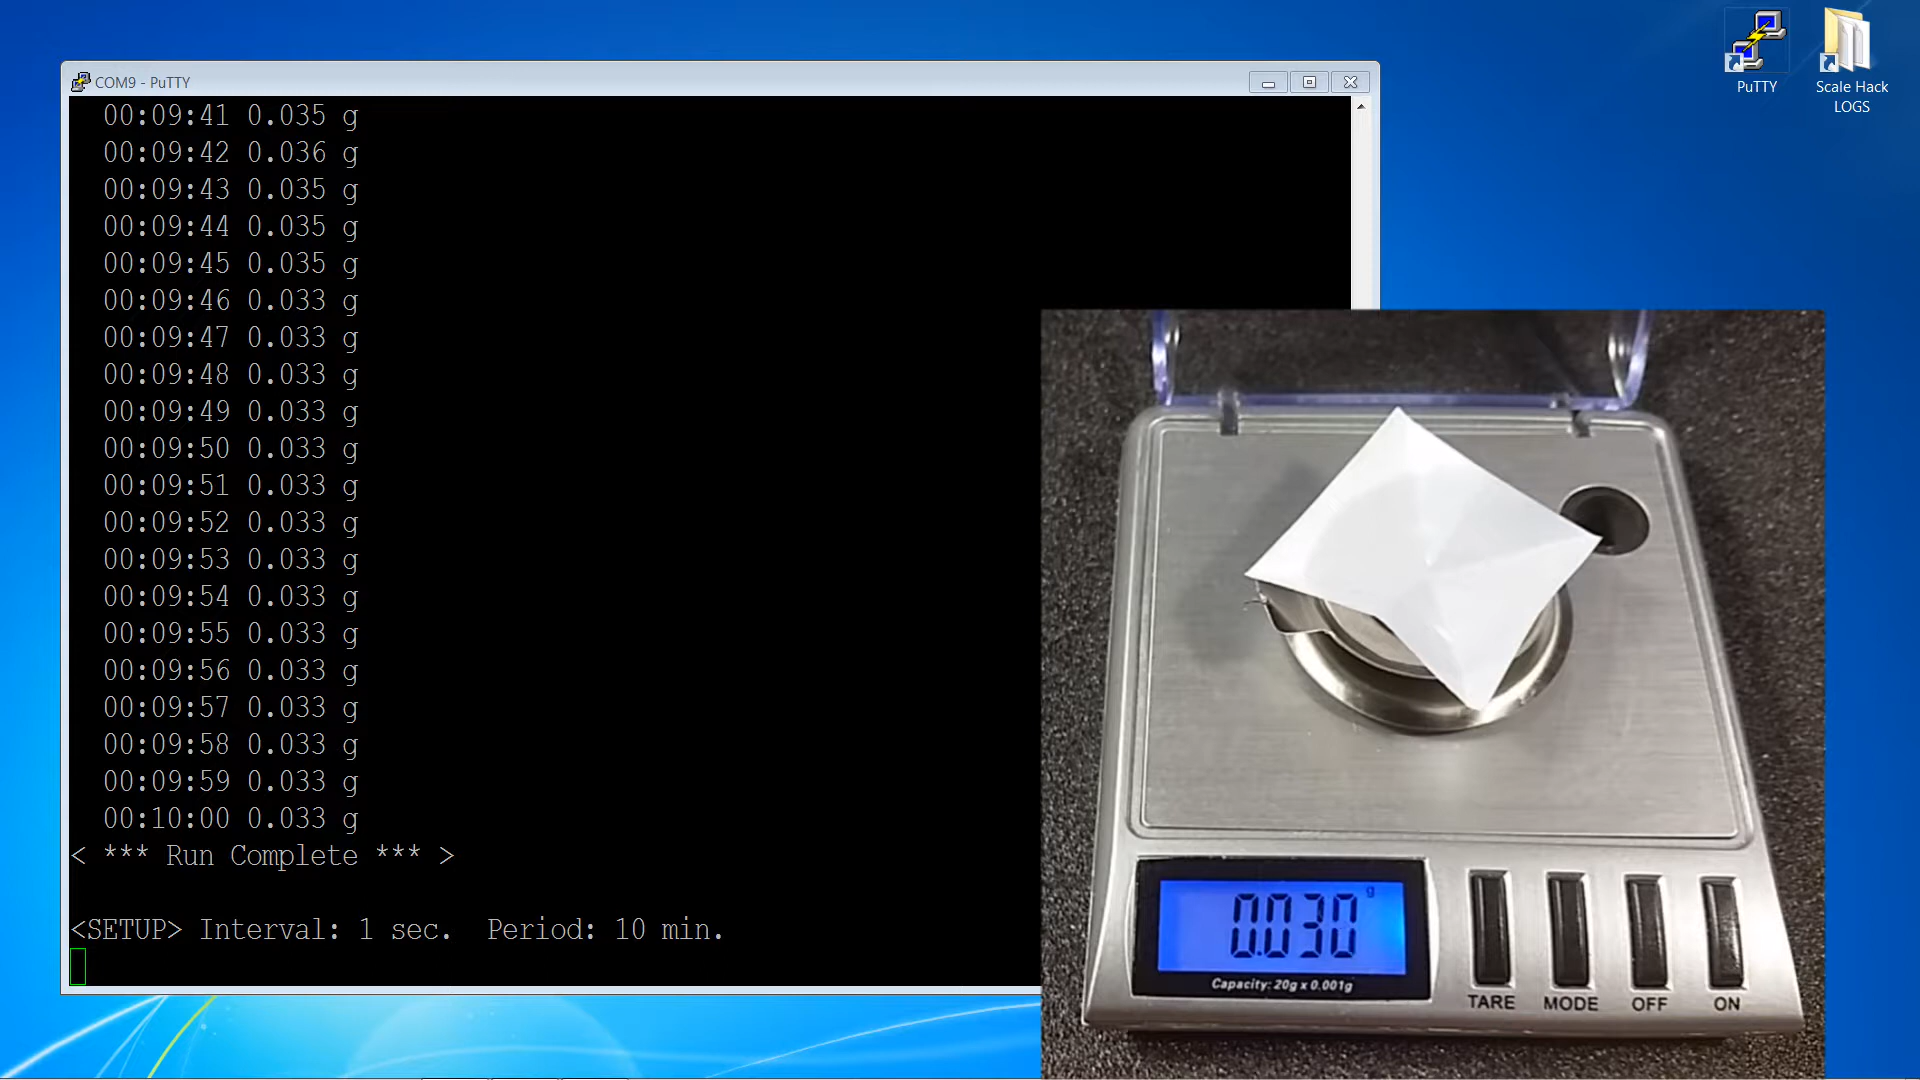 COM9 - PuTTY
00:09:41 0.035 g
00:09:42 0.036 g
00:09:43 0.035 g
00:09:44 0.035 g
00:09:45 0.035 g
00:09:46 0.033 g
00:09:47 0.033 g
00:09:48 0.033 g
00:09:49 0.033 g
00:09:50 0.033 g
00:09:51 0.033 g
00:09:52 0.033 g
00:09:53 0.033 g
00:09:54 0.033 g
00:09:55 0.033 g
00:09:56 0.033 g
00:09:57 0.033 g
00:09:58 0.033 g
00:09:59 0.033 g
00:10:00 0.033 g
< *** Run Complete *** >
<SETUP> Interval: 1 sec.  Period: 10 min.
PuTTY
Scale Hack
LOGS
0.030 g
Capacity: 20g x 0.001g
TARE MODE OFF ON